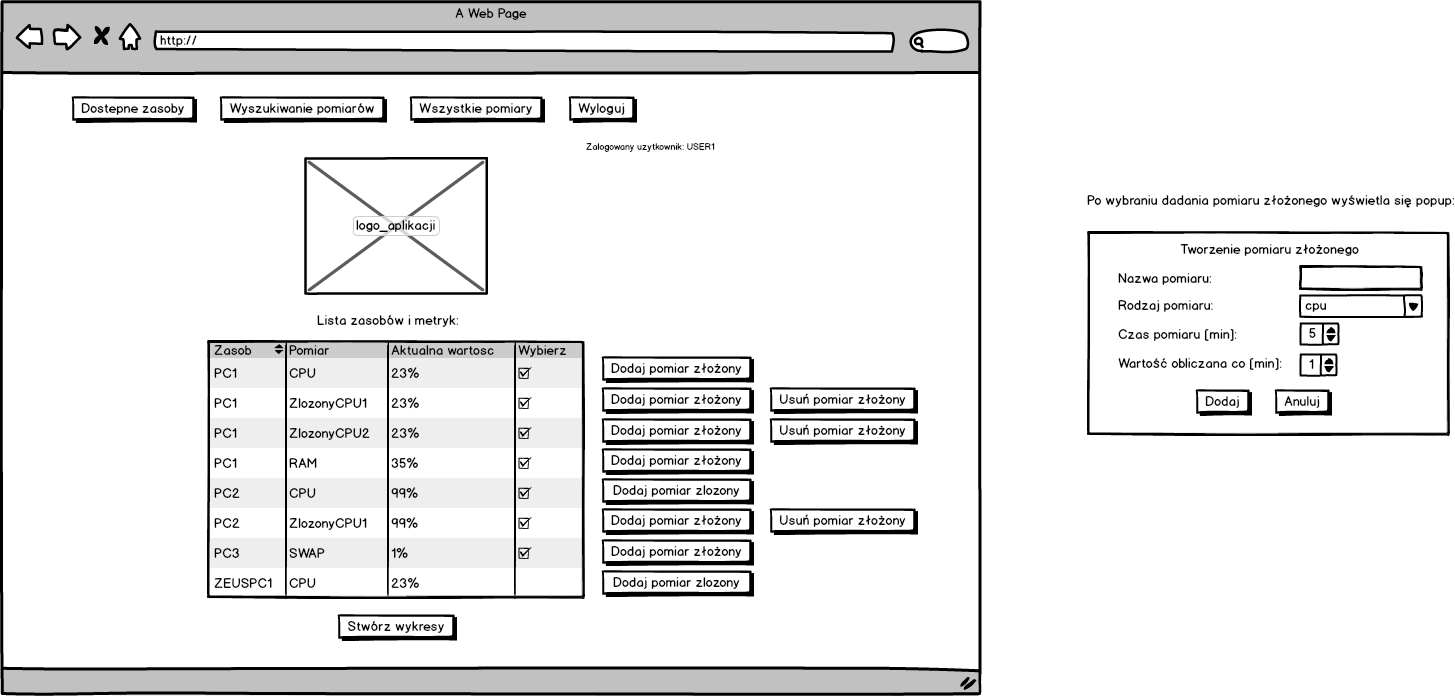 A Web Page
http://
Dostepne zasoby Wyszukiwanie pomiarów Wszystkie pomiary Wyloguj
Zalogowany uzytkownik: USER1
logo_aplikacji
Lista zasobów i metryk:
Zasob Pomiar Aktualna wartosc Wybierz
PC1 CPU 23% Dodaj pomiar złożony
PC1 ZlozonyCPU1 23% Dodaj pomiar złożony Usuń pomiar złożony
PC1 ZlozonyCPU2 23% Dodaj pomiar złożony Usuń pomiar złożony
PC1 RAM 35% Dodaj pomiar złożony
PC2 CPU 99% Dodaj pomiar zlozony
PC2 ZlozonyCPU1 99% Dodaj pomiar złożony Usuń pomiar złożony
PC3 SWAP 1% Dodaj pomiar złożony
ZEUSPC1 CPU 23% Dodaj pomiar zlozony
Stwórz wykresy
Po wybraniu dadania pomiaru złożonego wyświetla się popup:
Tworzenie pomiaru złożonego
Nazwa pomiaru:
Rodzaj pomiaru: cpu
Czas pomiaru [min]: 5
Wartość obliczana co [min]: 1
Dodaj Anuluj